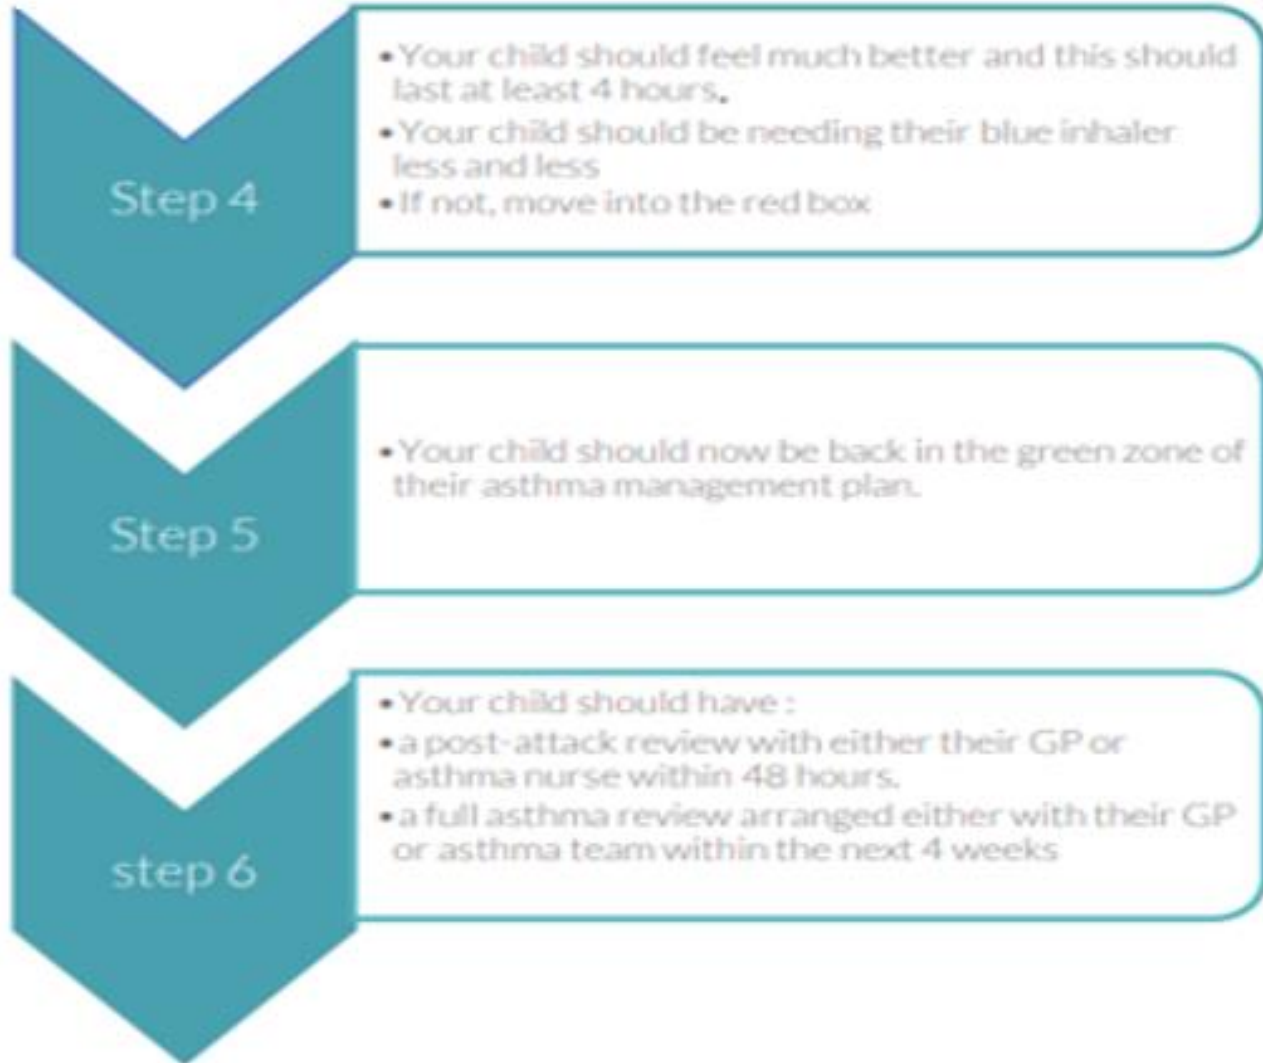 Step 4
•Your child should feel much better and this should
last at least 4 hours.
•Your child should be needing their blue inhaler
less and less
•If not, move into the red box
Step 5
•Your child should now be back in the green zone of
their asthma management plan.
step 6
•Your child should have :
•a post-attack review with either their GP or
asthma nurse within 48 hours.
•a full asthma review arranged either with their GP
or asthma team within the next 4 weeks